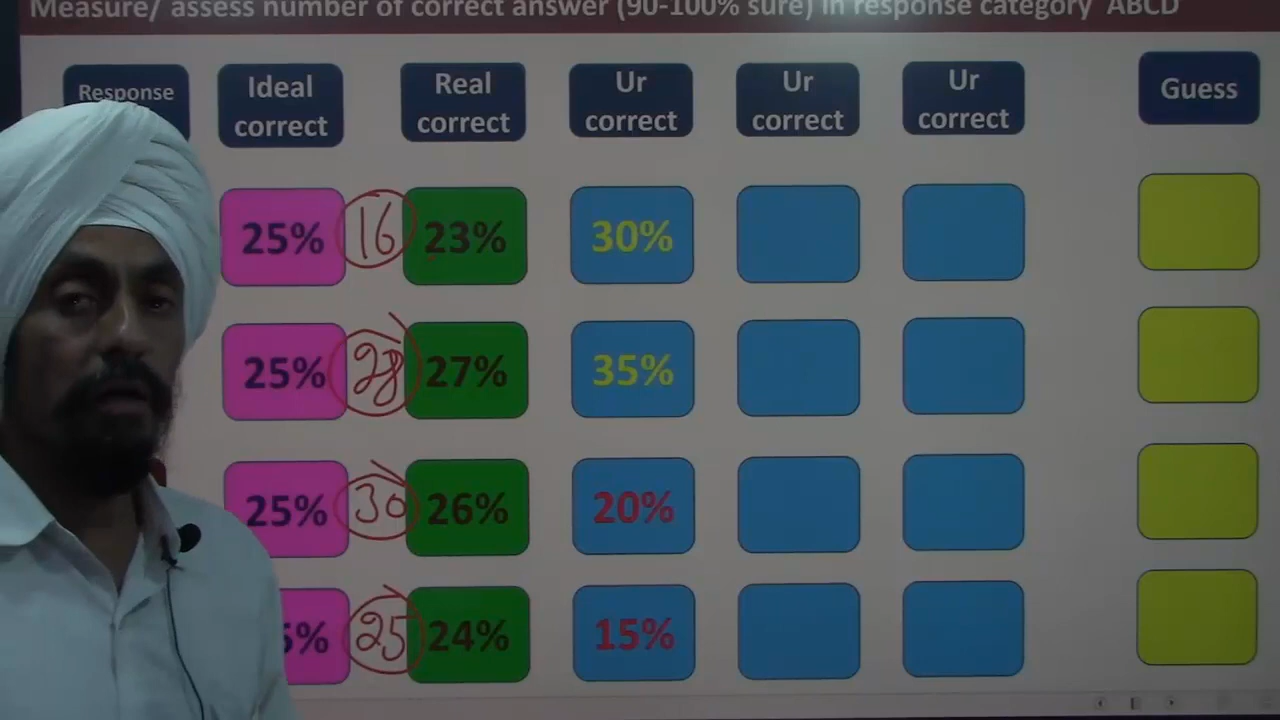 Measure/ assess number of correct answer (90-100% sure) in response category ABCD
Response
Ideal correct
Real correct
Ur correct
Ur correct
Ur correct
Guess
25% 16 23% 30%
25% 28 27% 35%
25% 30 26% 20%
5% 25 24% 15%